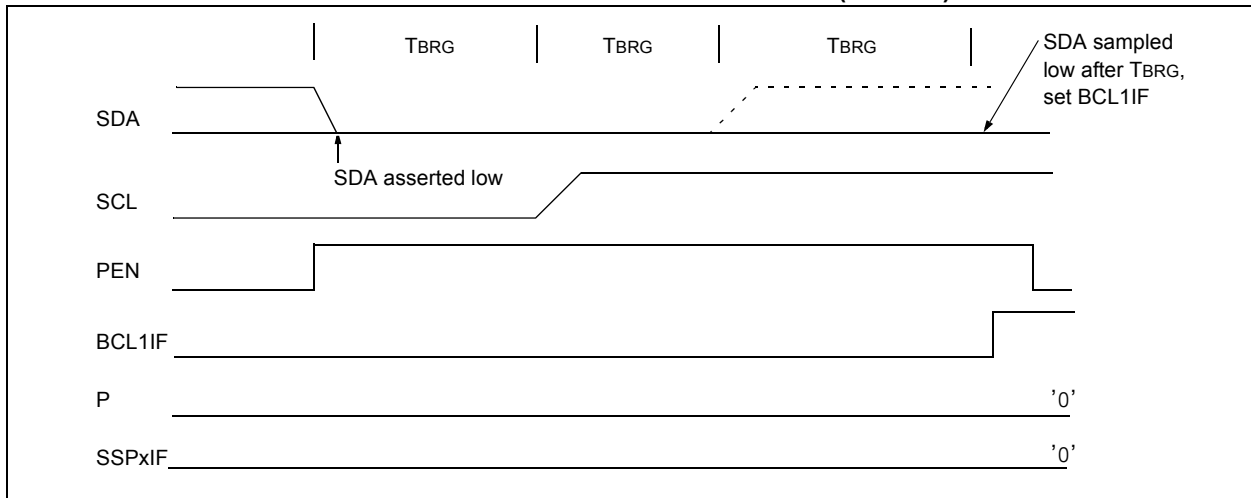 TBRG TBRG TBRG
SDA sampled
low after TBRG,
set BCL1IF
SDA
SDA asserted low
SCL
PEN
BCL1IF
P '0'
SSPxIF '0'